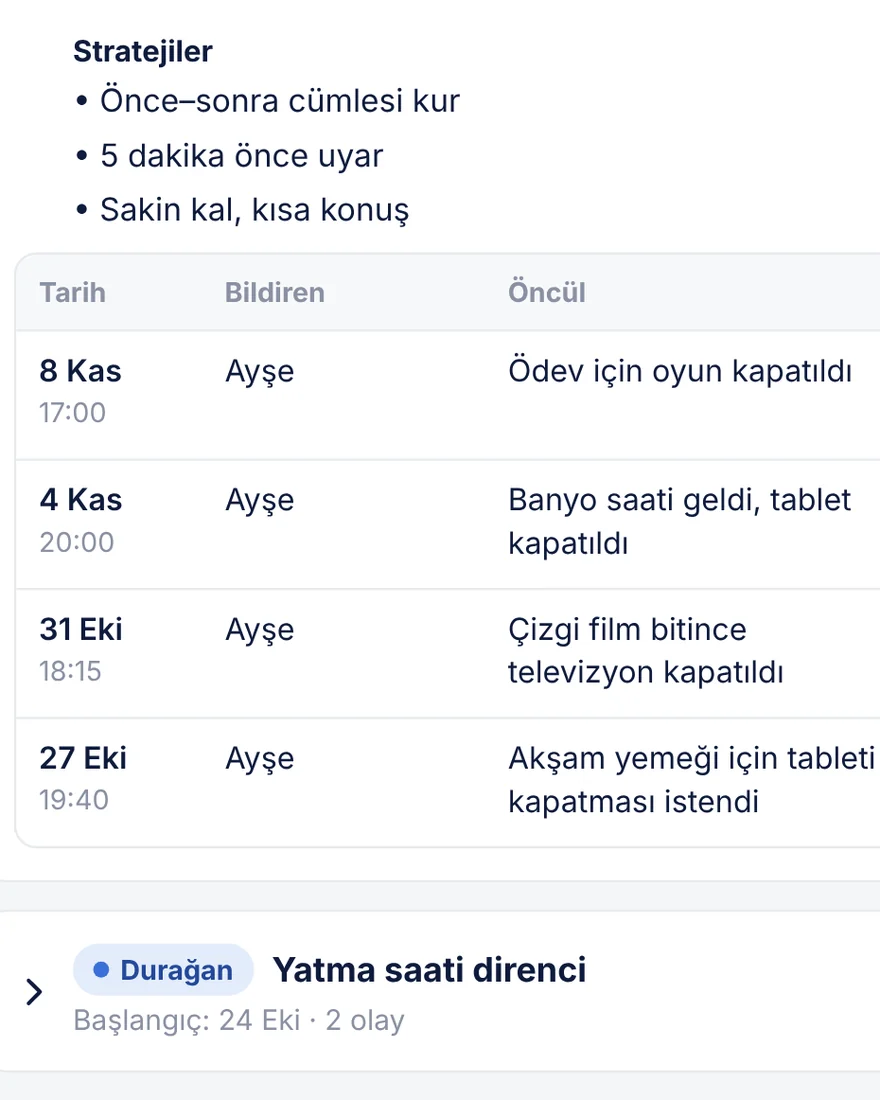 Stratejiler
• Önce–sonra cümlesi kur
• 5 dakika önce uyar
• Sakin kal, kısa konuş
Tarih Bildiren Öncül
8 Kas Ayşe Ödev için oyun kapatıldı
17:00
4 Kas Ayşe Banyo saati geldi, tablet
20:00 kapatıldı
31 Eki Ayşe Çizgi film bitince
18:15 televizyon kapatıldı
27 Eki Ayşe Akşam yemeği için tableti
19:40 kapatması istendi
Durağan Yatma saati direnci
Başlangıç: 24 Eki · 2 olay